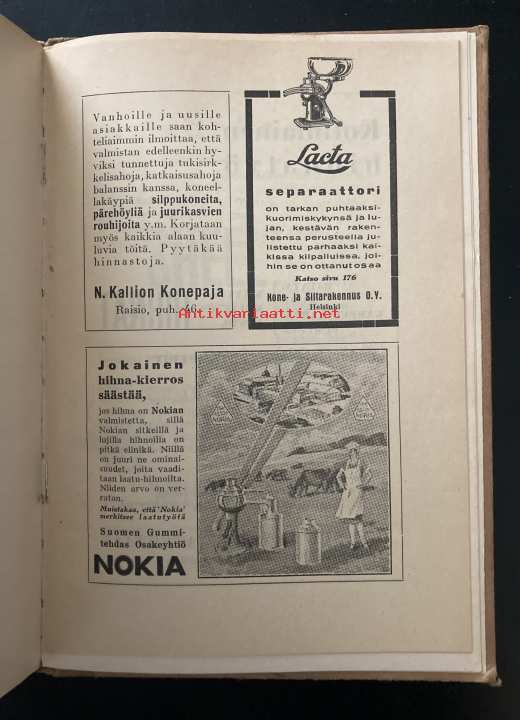 Vanhoille ja uusille
asiakkaille saan koh-
teliaimmin ilmoittaa, että
valmistan edelleenkin hy-
viksi tunnettuja tukisir-
kelisahoja, katkaisusahoja
balanssin kanssa, koneel-
lakäypiä silppukoneita,
pärehöyliä ja juurikasvien
rouhijoita y.m. Korjataan
myös kaikkia alaan kuu-
luvia töitä. Pyytäkää
hinnastoja.
N. Kallion Konepaja
Raisio, puh. 46.
Lacta
separaattori
on tarkan puhtaaksi-
kuorimiskykynsä ja lu-
jan, kestävän raken-
teensa perusteella ju-
listettu parhaaksi kai-
kissa kilpailuissa, joi-
hin se on ottanut osaa
Katso sivu 176
Kone- ja Siltarakennus O.Y.
Helsinki
Antikvariaatti.net
Jokainen
hihna-kierros
säästää,
jos hihna on Nokian
valmistetta, sillä
Nokian sitkeillä ja
lujilla hihnoilla on
pitkä elinikä. Niillä
on juuri ne ominai-
suudet, joita vaadi-
taan laatu-hihnoilta.
Niiden arvo on ver-
raton.
Muistakaa, että 'Nokia'
merkitsee laatutyötä
Suomen Gummi-
tehdas Osakeyhtiö
NOKIA
NOKIA
NOKIA